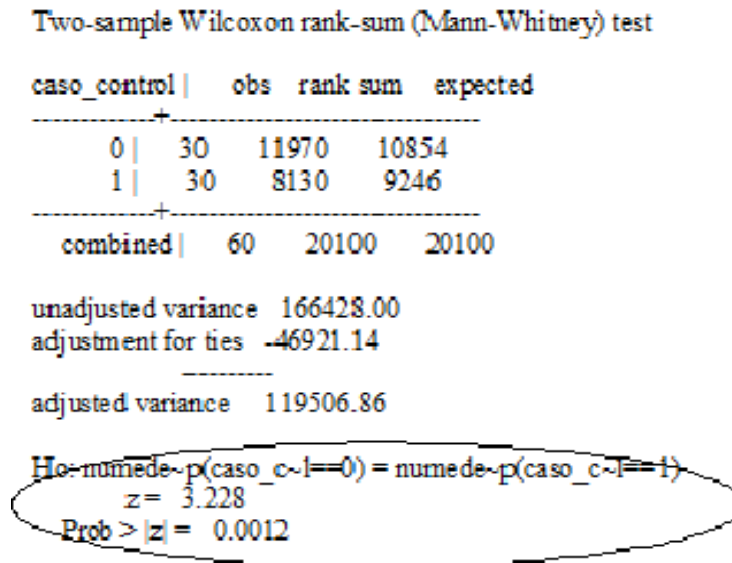 Two-sample Wilcoxon rank-sum (Mann-Whitney) test
caso_control | obs rank sum expected
-------------+---------------------------------
0 | 30 11970 10854
1 | 30 8130 9246
-------------+---------------------------------
combined | 60 20100 20100
unadjusted variance 166428.00
adjustment for ties -46921.14
----------
adjusted variance 119506.86
Ho: numede~p(caso_c~l==0) = numede~p(caso_c~l==1)
z = 3.228
Prob > |z| = 0.0012